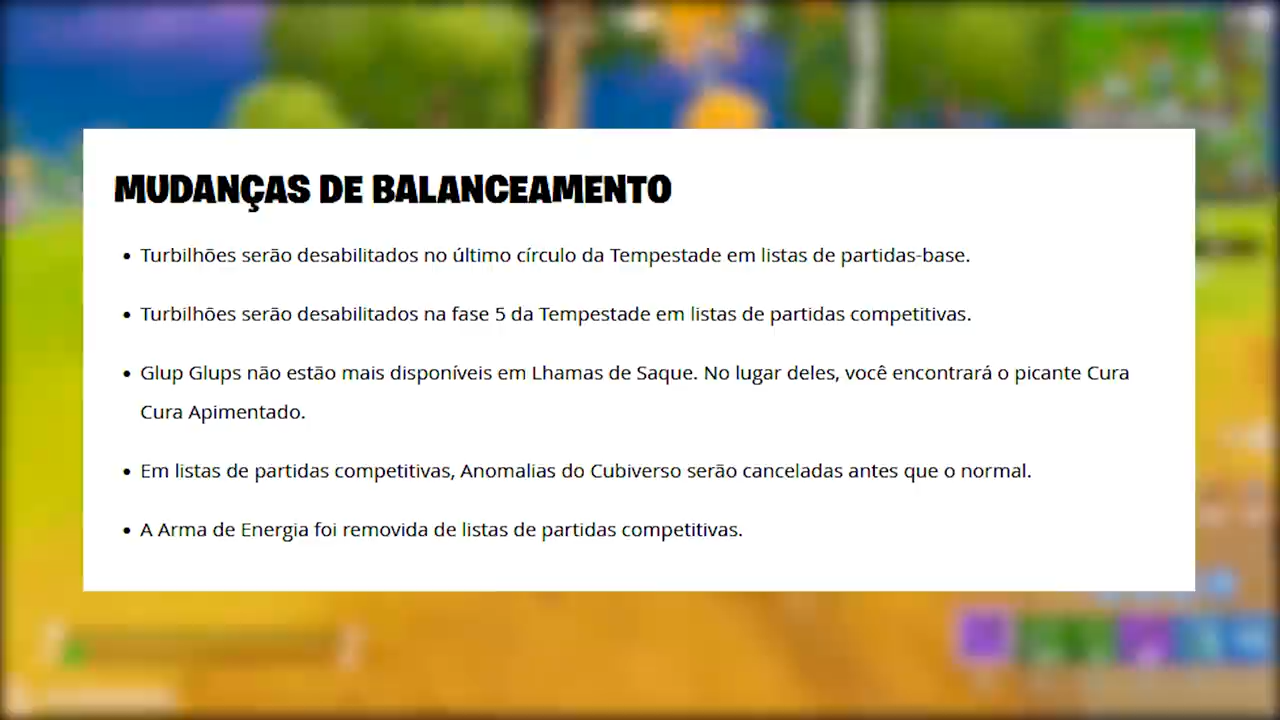 MUDANÇAS DE BALANCEAMENTO
• Turbilhões serão desabilitados no último círculo da Tempestade em listas de partidas-base.
• Turbilhões serão desabilitados na fase 5 da Tempestade em listas de partidas competitivas.
• Glup Glups não estão mais disponíveis em Lhamas de Saque. No lugar deles, você encontrará o picante Cura
Cura Apimentado.
• Em listas de partidas competitivas, Anomalias do Cubiverso serão canceladas antes que o normal.
• A Arma de Energia foi removida de listas de partidas competitivas.